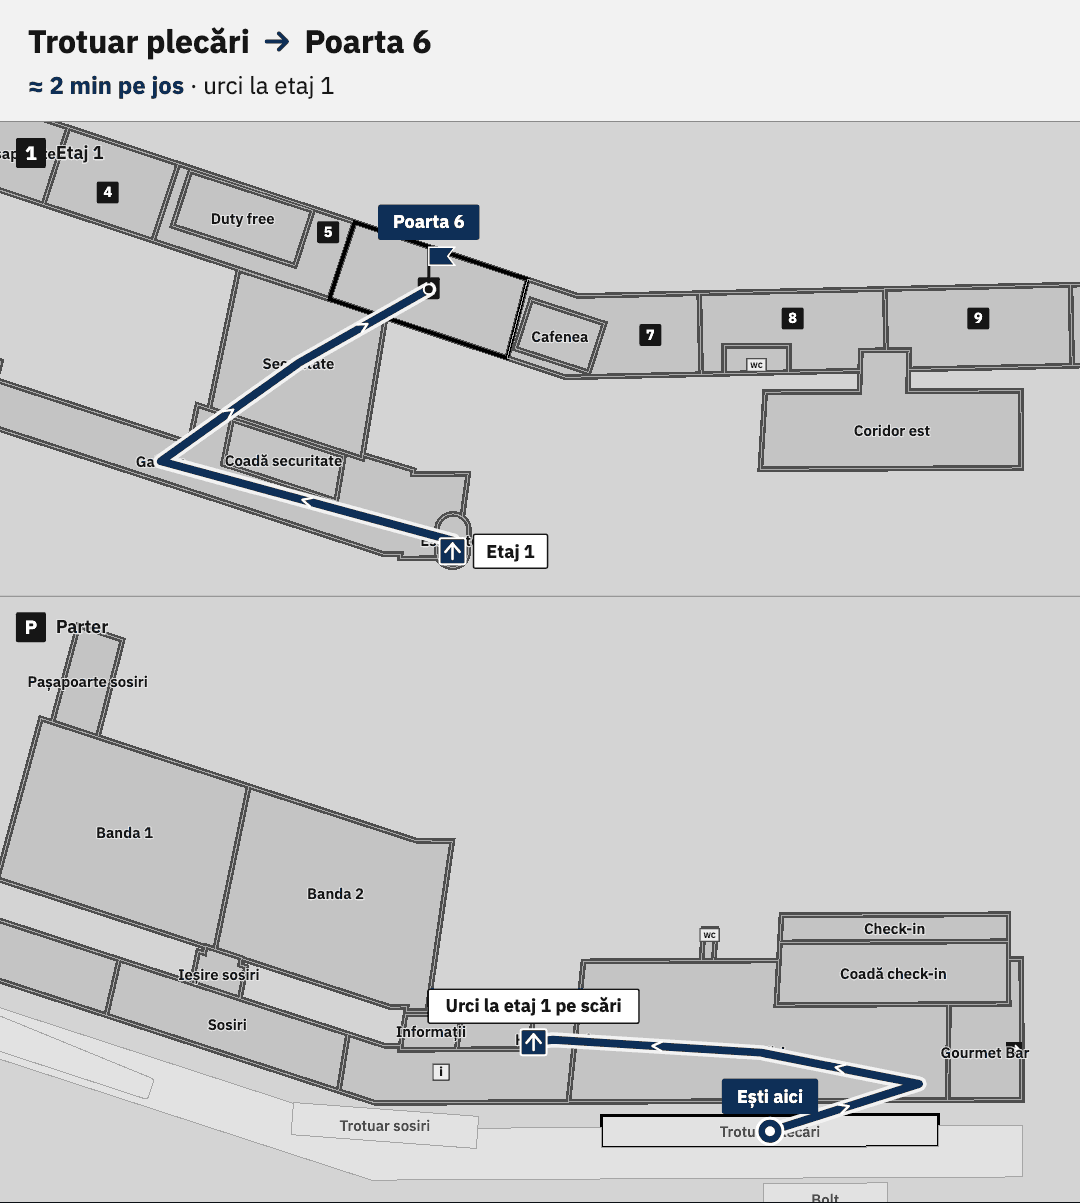 Trotuar plecări → Poarta 6
≈ 2 min pe jos · urci la etaj 1
1 Etaj 1
4
Duty free
5
Poarta 6
Cafenea
7
8
9
wc
Coridor est
Coadă securitate
Etaj 1
P Parter
Pașapoarte sosiri
Banda 1
Banda 2
Check-in
wc
Coadă check-in
Ieșire sosiri
Urci la etaj 1 pe scări
Sosiri
Informații
Gourmet Bar
i
Ești aici
Trotuar sosiri
Bolt